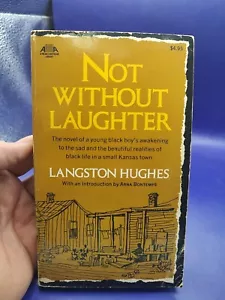 $4.95
NOT
WITHOUT
LAUGHTER
The novel of a young black boy's awakening
to the sad and the beautiful realities of
black life in a small Kansas town.
LANGSTON HUGHES
With an introduction by Arna Bontemps